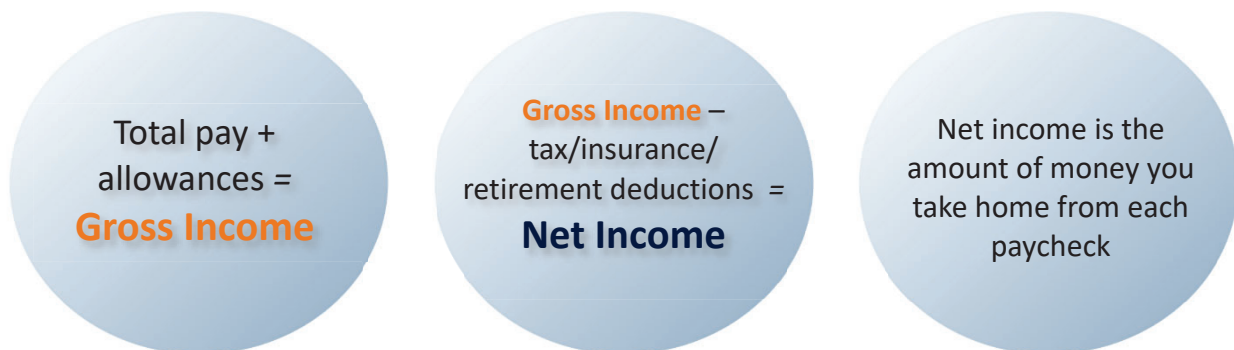 Total pay +
allowances =
Gross Income
Gross Income –
tax/insurance/
retirement deductions =
Net Income
Net income is the
amount of money you
take home from each
paycheck